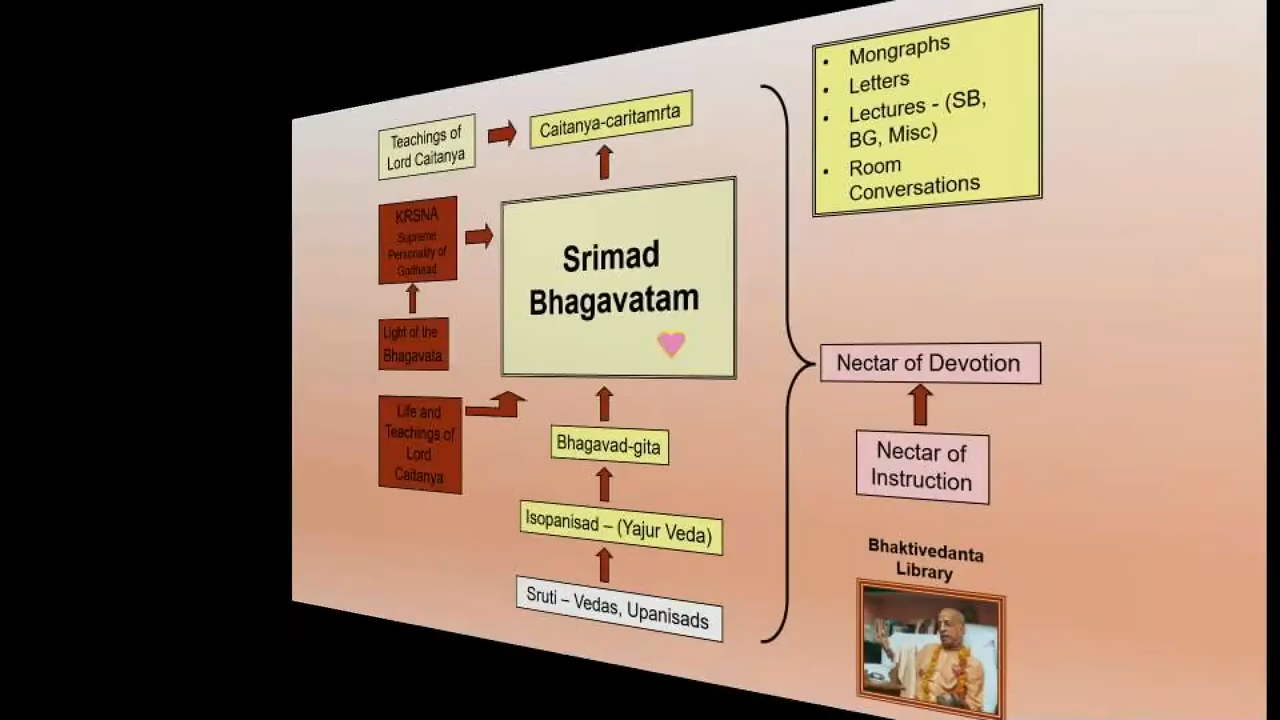 Teachings of
Lord Caitanya
Caitanya-caritamrta
KRSNA
Supreme
Personality of
Godhead
Srimad
Bhagavatam
Light of the
Bhagavata
Life and
Teachings of
Lord
Caitanya
Bhagavad-gita
Isopanisad – (Yajur Veda)
Sruti – Vedas, Upanisads
• Mongraphs
• Letters
• Lectures - (SB,
BG, Misc)
• Room
Conversations
Nectar of Devotion
Nectar of
Instruction
Bhaktivedanta
Library